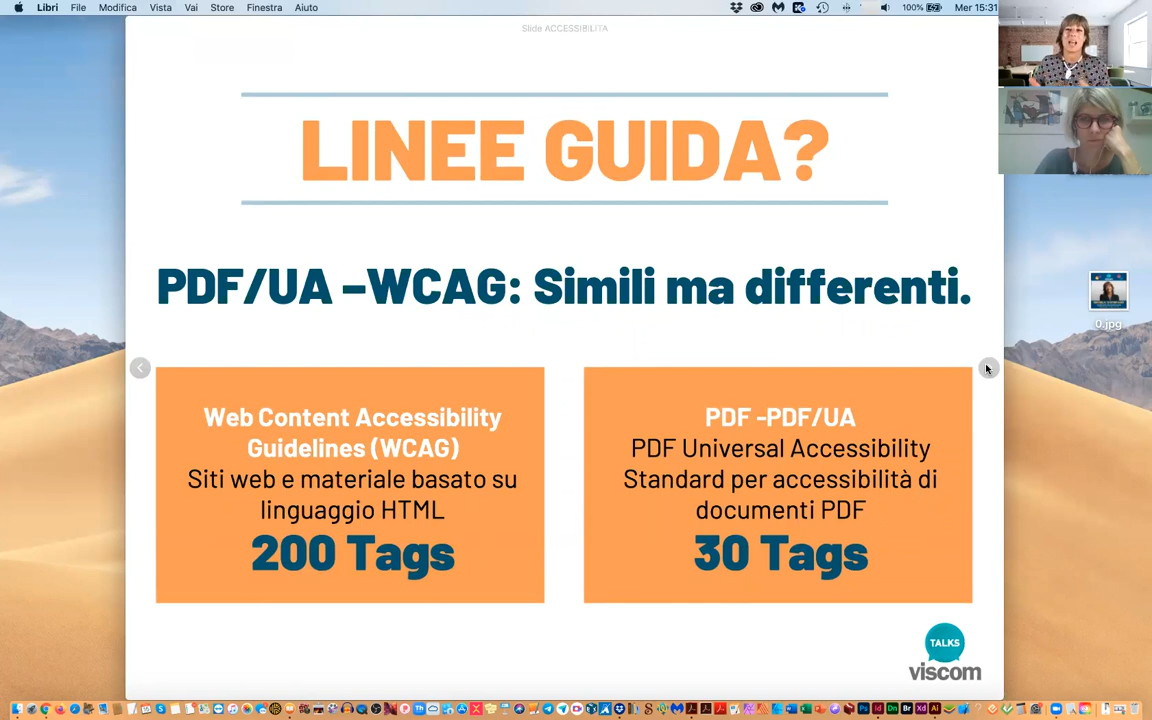 Libri File Modifica Vista Vai Store Finestra Aiuto 100% Mer 15:31
Slide ACCESSIBILITA
LINEE GUIDA?
PDF/UA –WCAG: Simili ma differenti.
Web Content Accessibility
Guidelines (WCAG)
Siti web e materiale basato su
linguaggio HTML
200 Tags
PDF -PDF/UA
PDF Universal Accessibility
Standard per accessibilità di
documenti PDF
30 Tags
0.jpg
TALKS
viscom